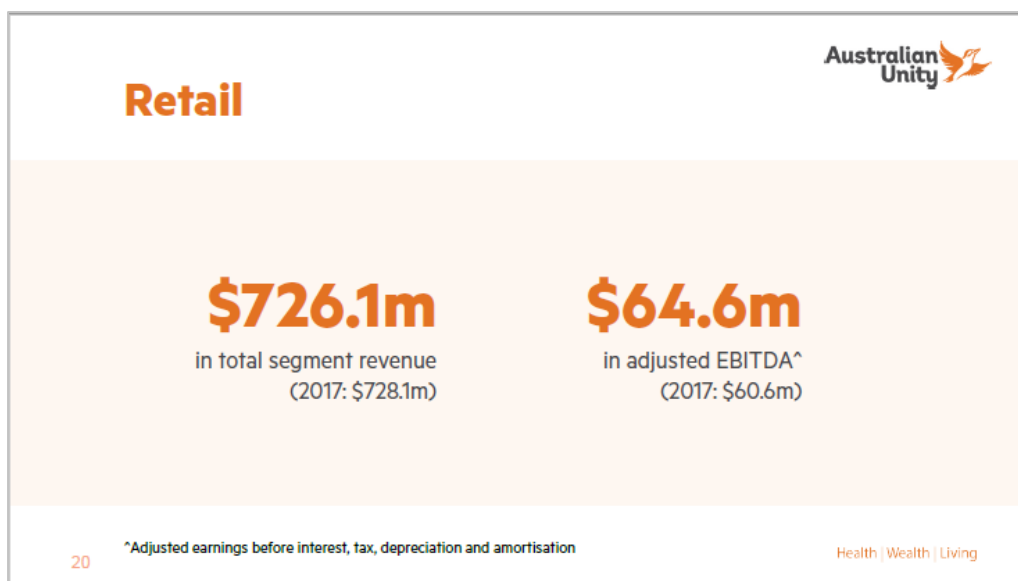 Australian
Unity
Retail
$726.1m
in total segment revenue
(2017: $728.1m)
$64.6m
in adjusted EBITDA^
(2017: $60.6m)
^Adjusted earnings before interest, tax, depreciation and amortisation
20
Health | Wealth | Living